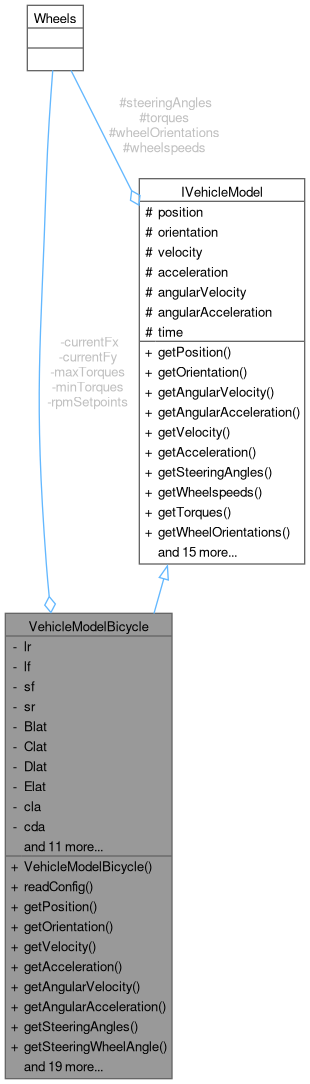 Wheels
#steeringAngles
#torques
#wheelOrientations
#wheelspeeds
IVehicleModel
# position
# orientation
# velocity
# acceleration
# angularVelocity
# angularAcceleration
# time
+ getPosition()
+ getOrientation()
+ getAngularVelocity()
+ getAngularAcceleration()
+ getVelocity()
+ getAcceleration()
+ getSteeringAngles()
+ getWheelspeeds()
+ getTorques()
+ getWheelOrientations()
and 15 more...
-currentFx
-currentFy
-maxTorques
-minTorques
-rpmSetpoints
VehicleModelBicycle
- lr
- lf
- sf
- sr
- Blat
- Clat
- Dlat
- Elat
- cla
- cda
and 11 more...
+ VehicleModelBicycle()
+ readConfig()
+ getPosition()
+ getOrientation()
+ getVelocity()
+ getAcceleration()
+ getAngularVelocity()
+ getAngularAcceleration()
+ getSteeringAngles()
+ getSteeringWheelAngle()
and 19 more...